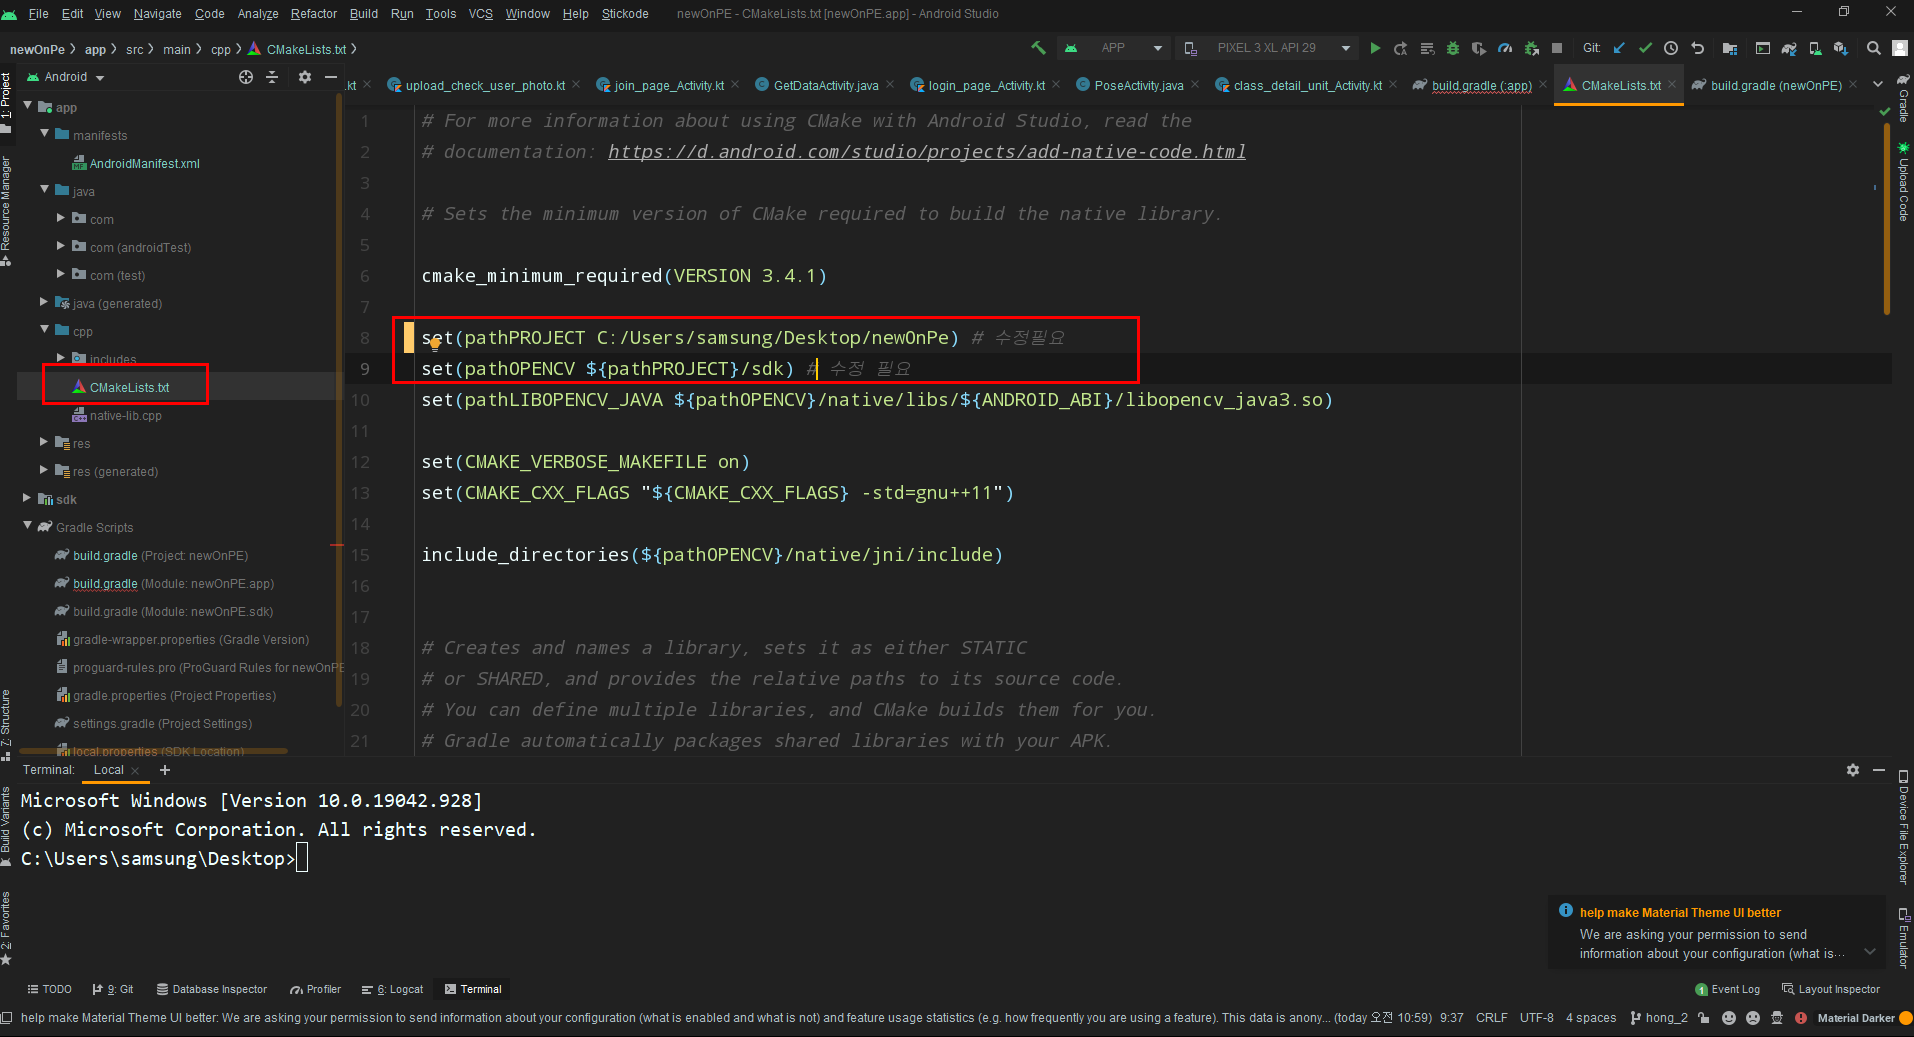 File Edit View Navigate Code Analyze Refactor Build Run Tools VCS Window Help Stickode newOnPE - CMakeLists.txt [newOnPE.app] - Android Studio
newOnPe app src main cpp CMakeLists.txt APP PIXEL 3 XL API 29 Git:
Android
.kt upload_check_user_photo.kt join_page_Activity.kt GetDataActivity.java login_page_Activity.kt PoseActivity.java class_detail_unit_Activity.kt build.gradle (:app) CMakeLists.txt build.gradle (newOnPE)
1: Project
Resource Manager
7: Structure
Build Variants
2: Favorites
app
manifests
AndroidManifest.xml
java
com
com (androidTest)
com (test)
java (generated)
cpp
includes
CMakeLists.txt
native-lib.cpp
res
res (generated)
sdk
Gradle Scripts
build.gradle (Project: newOnPE)
build.gradle (Module: newOnPE.app)
build.gradle (Module: newOnPE.sdk)
gradle-wrapper.properties (Gradle Version)
proguard-rules.pro (ProGuard Rules for newOnPE
gradle.properties (Project Properties)
settings.gradle (Project Settings)
local.properties (SDK Location)
1 # For more information about using CMake with Android Studio, read the
2 # documentation: https://d.android.com/studio/projects/add-native-code.html
3
4 # Sets the minimum version of CMake required to build the native library.
5
6 cmake_minimum_required(VERSION 3.4.1)
7
8 set(pathPROJECT C:/Users/samsung/Desktop/newOnPe) # 수정필요
9 set(pathOPENCV ${pathPROJECT}/sdk) # 수정 필요
10 set(pathLIBOPENCV_JAVA ${pathOPENCV}/native/libs/${ANDROID_ABI}/libopencv_java3.so)
11
12 set(CMAKE_VERBOSE_MAKEFILE on)
13 set(CMAKE_CXX_FLAGS "${CMAKE_CXX_FLAGS} -std=gnu++11")
14
15 include_directories(${pathOPENCV}/native/jni/include)
16
17
18 # Creates and names a library, sets it as either STATIC
19 # or SHARED, and provides the relative paths to its source code.
20 # You can define multiple libraries, and CMake builds them for you.
21 # Gradle automatically packages shared libraries with your APK.
Gradle
Upload Code
Device File Explorer
Emulator
Terminal: Local
Microsoft Windows [Version 10.0.19042.928]
(c) Microsoft Corporation. All rights reserved.
C:\Users\samsung\Desktop>
help make Material Theme UI better
We are asking your permission to send
information about your configuration (what is...
TODO 9: Git Database Inspector Profiler 6: Logcat Terminal 1 Event Log Layout Inspector
help make Material Theme UI better: We are asking your permission to send information about your configuration (what is enabled and what is not) and feature usage statistics (e.g. how frequently you are using a feature). This data is anony... (today 오전 10:59) 9:37 CRLF UTF-8 4 spaces hong_2 Material Darker